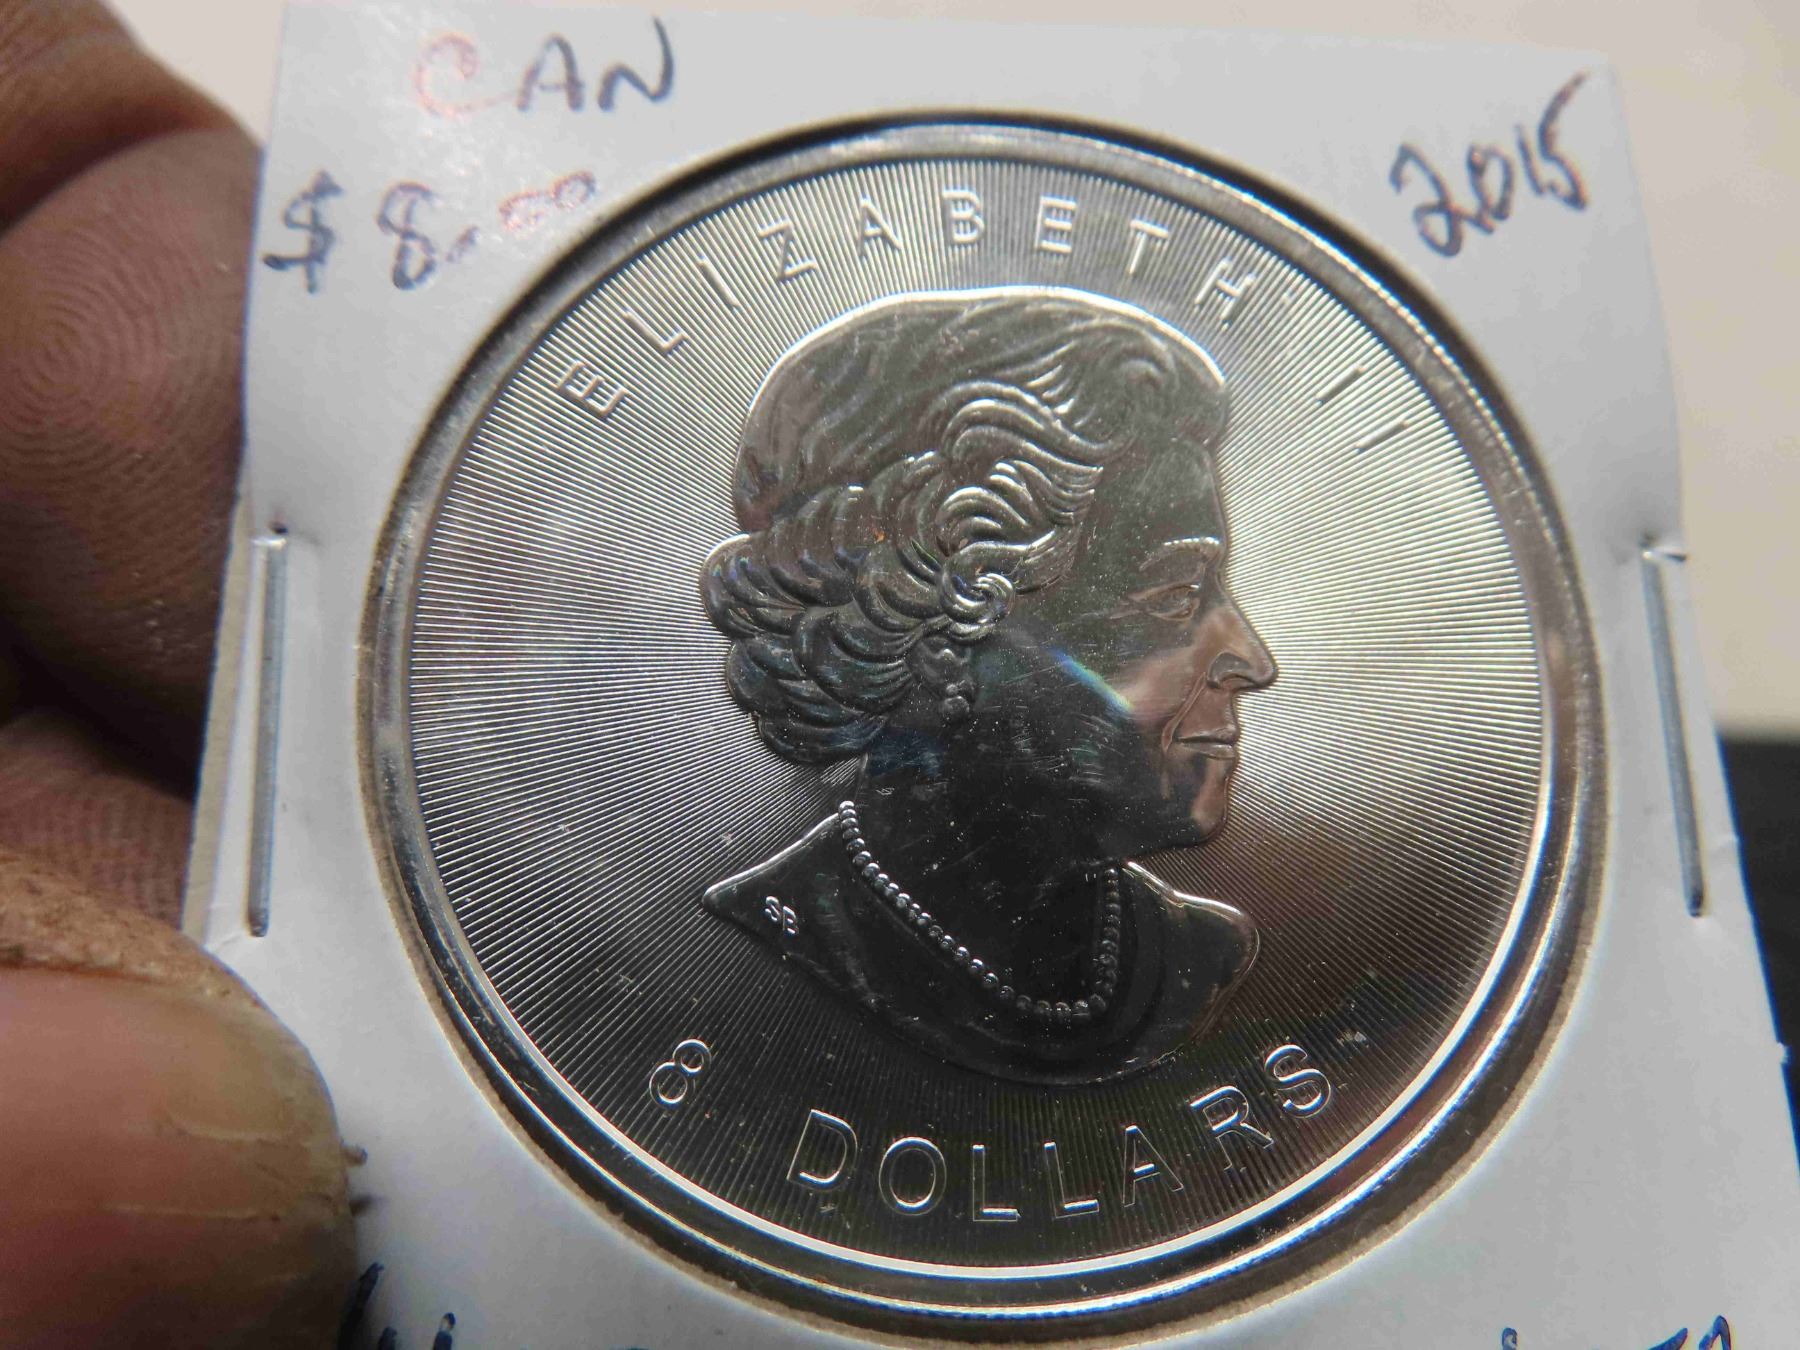 CAN
2015
$8.00
ELIZABETH II
SB
8 DOLLARS